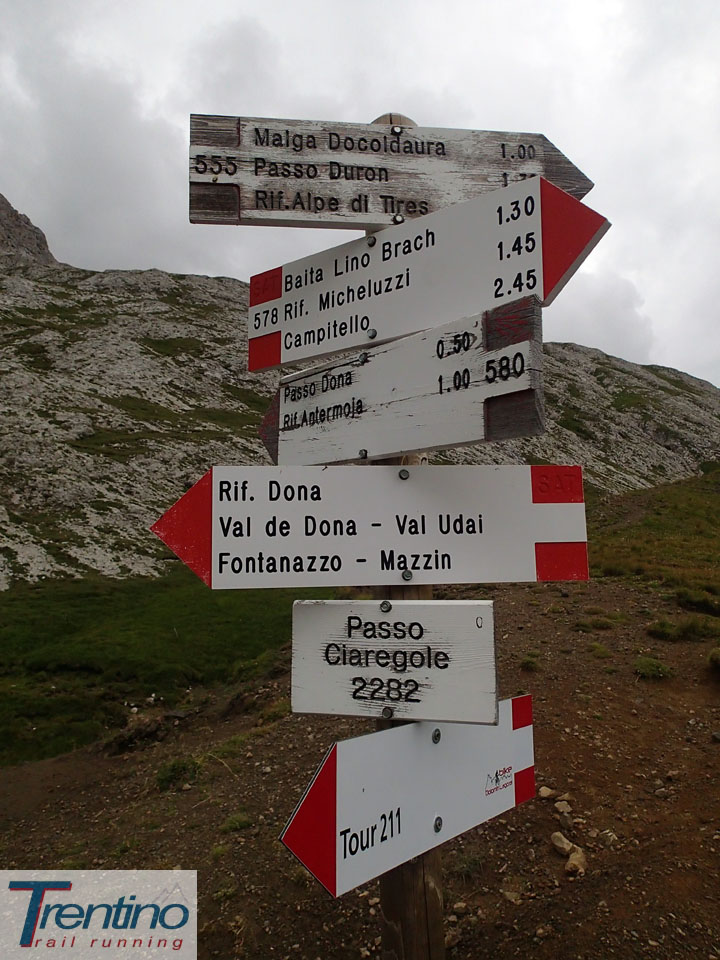 Malga Docoldaura 1.00
555 Passo Duron
Rif.Alpe di Tires
1.30
SAT Baita Lino Brach 1.45
578 Rif. Micheluzzi 2.45
Campitello
Passo Dona 0.50
Rif.Antermoja 1.00 580
Rif. Dona SAT
Val de Dona - Val Udai
Fontanazzo - Mazzin
Passo
Ciaregole
2282
bike
Tour 211
Trentino
trail running